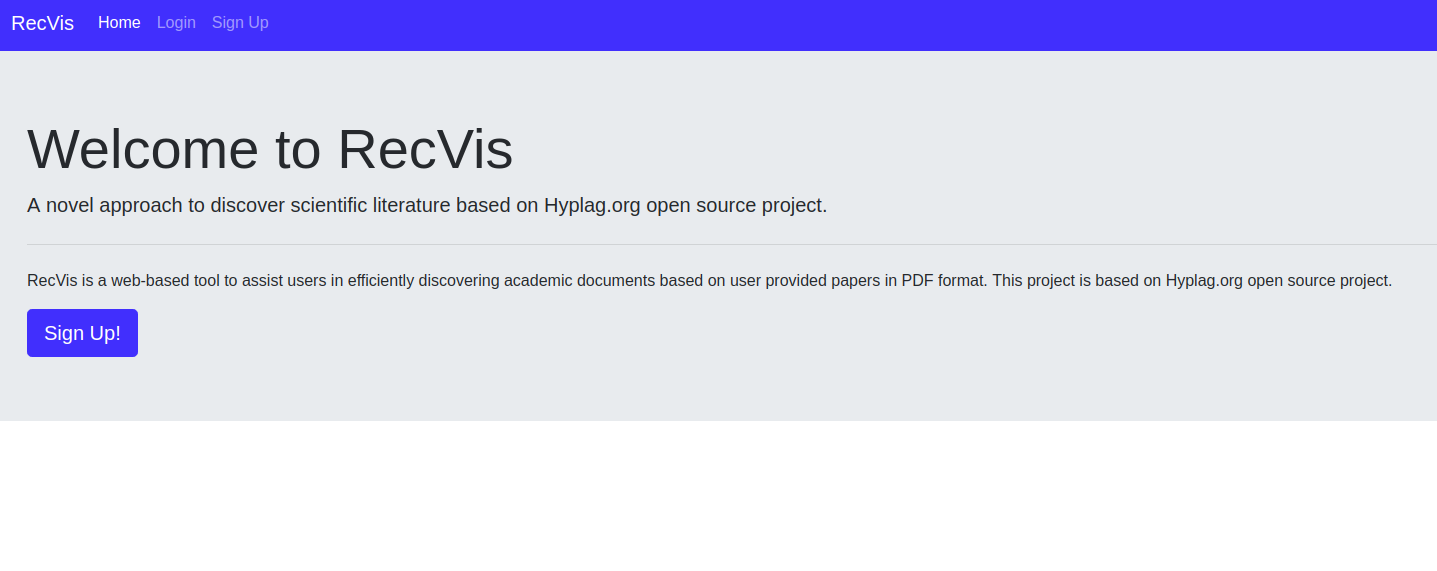 RecVis Home Login Sign Up
Welcome to RecVis
A novel approach to discover scientific literature based on Hyplag.org open source project.
RecVis is a web-based tool to assist users in efficiently discovering academic documents based on user provided papers in PDF format. This project is based on Hyplag.org open source project.
Sign Up!